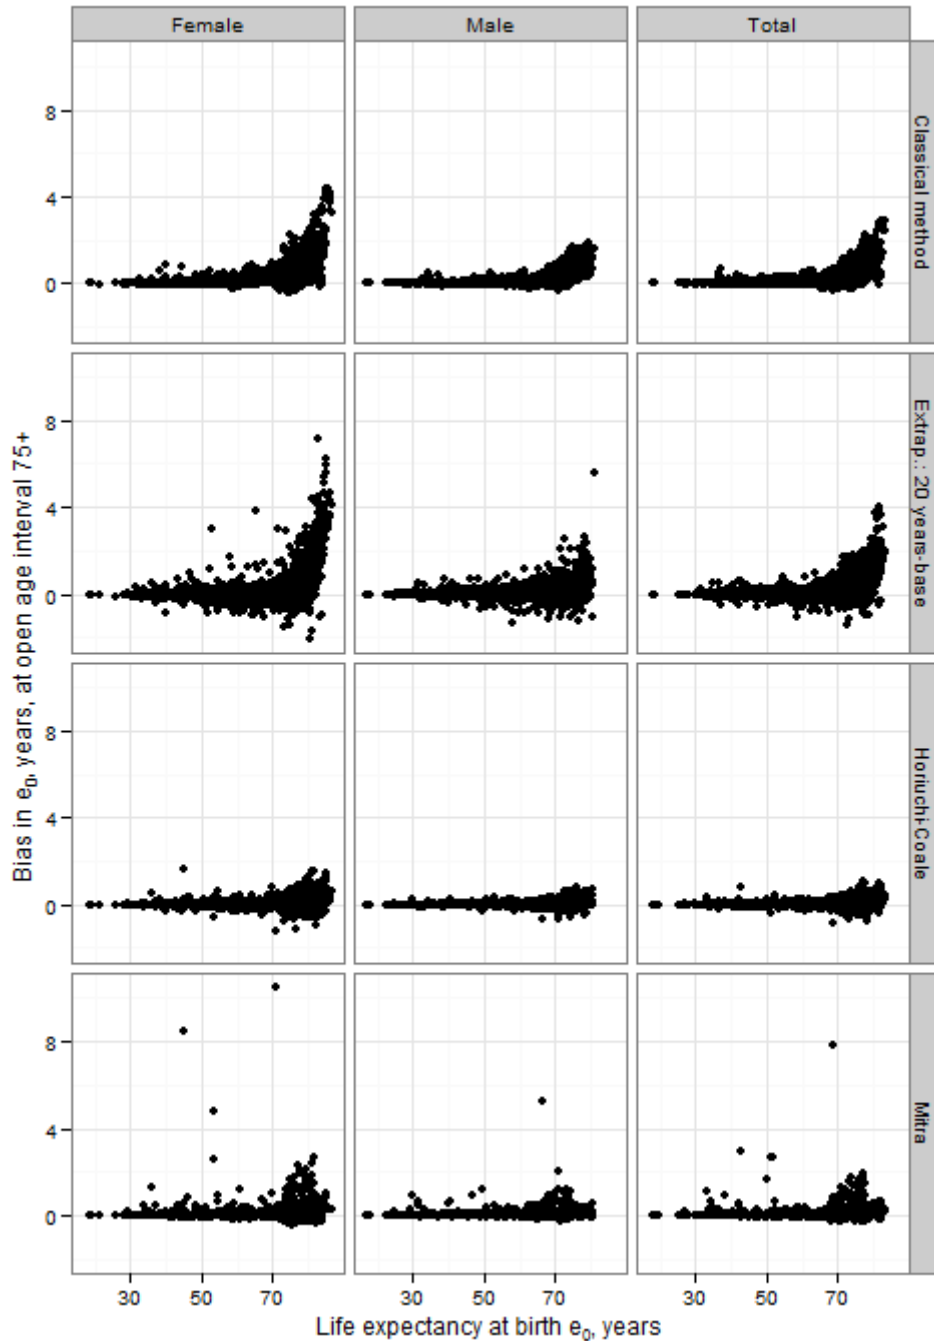 Female Male Total
8
4
0
Classical method
8
4
0
Extrap.: 20 years-base
8
4
0
Horiuchi-Coale
8
4
0
Mitra
Bias in e₀, years, at open age interval 75+
30 50 70 30 50 70 30 50 70
Life expectancy at birth e₀, years